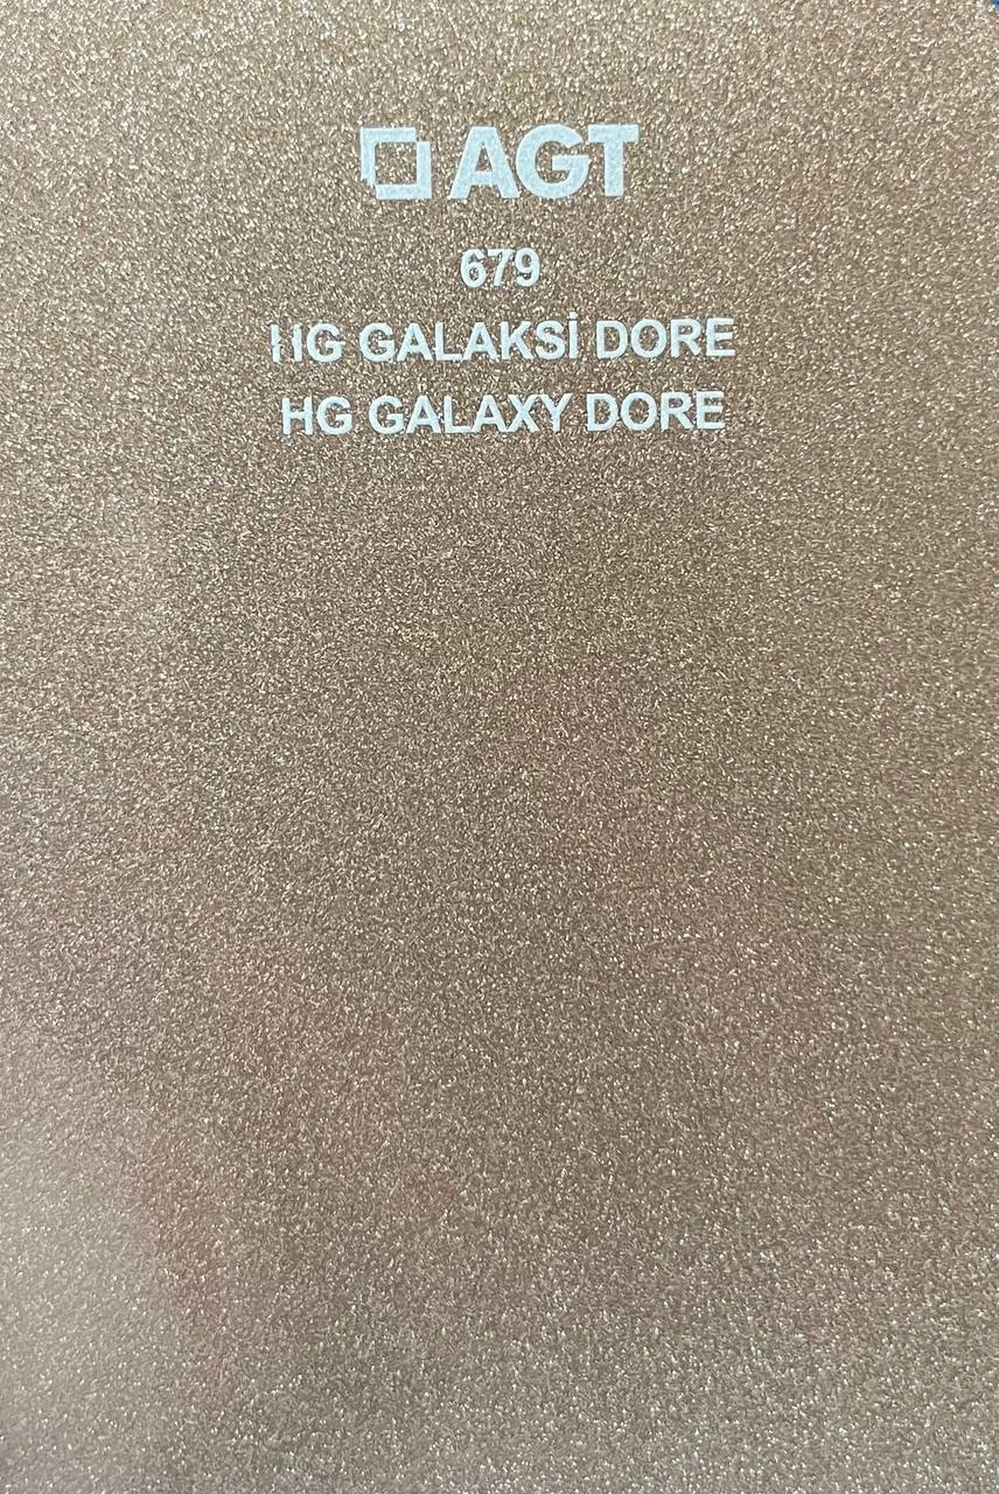 AGT
679
HG GALAKSİ DORE
HG GALAXY DORE